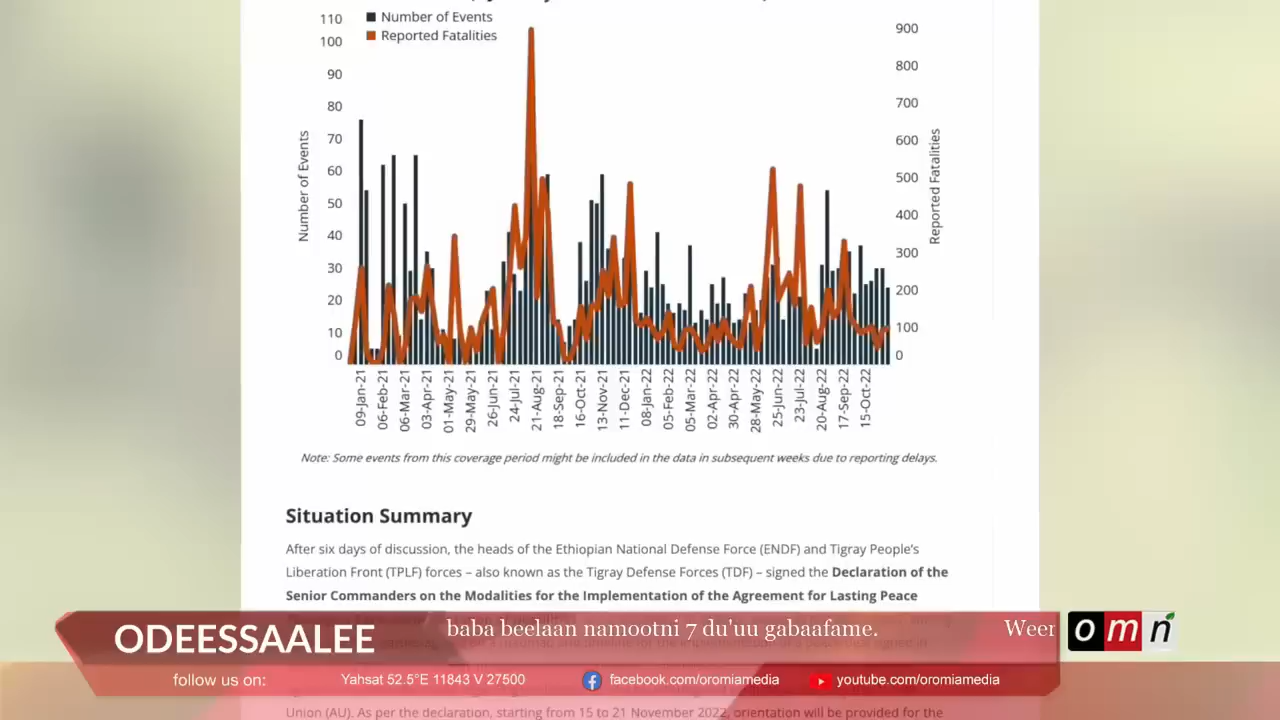 110
100
90
80
70
60
50
40
30
20
10
0
Number of Events
Number of Events
Reported Fatalities
900
800
700
600
500
400
300
200
100
0
Reported Fatalities
09-Jan-21
06-Feb-21
06-Mar-21
03-Apr-21
01-May-21
29-May-21
26-Jun-21
24-Jul-21
21-Aug-21
18-Sep-21
16-Oct-21
13-Nov-21
11-Dec-21
08-Jan-22
05-Feb-22
05-Mar-22
02-Apr-22
30-Apr-22
28-May-22
25-Jun-22
23-Jul-22
20-Aug-22
17-Sep-22
15-Oct-22
Note: Some events from this coverage period might be included in the data in subsequent weeks due to reporting delays.
Situation Summary
After six days of discussion, the heads of the Ethiopian National Defense Force (ENDF) and Tigray People's
Liberation Front (TPLF) forces – also known as the Tigray Defense Forces (TDF) – signed the Declaration of the
Senior Commanders on the Modalities for the Implementation of the Agreement for Lasting Peace
ODEESSAALEE
baba beelaan namootni 7 du'uu gabaafame. Weer
omn
follow us on: Yahsat 52.5°E 11843 V 27500 facebook.com/oromiamedia youtube.com/oromiamedia
Union (AU). As per the declaration, starting from 15 to 21 November 2022, orientation will be provided for the